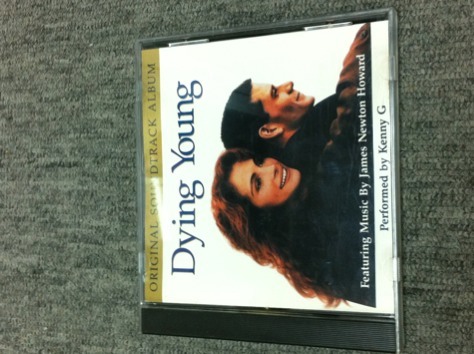 ORIGINAL SOUNDTRACK ALBUM
Dying Young
Featuring Music By James Newton Howard
Performed by Kenny G